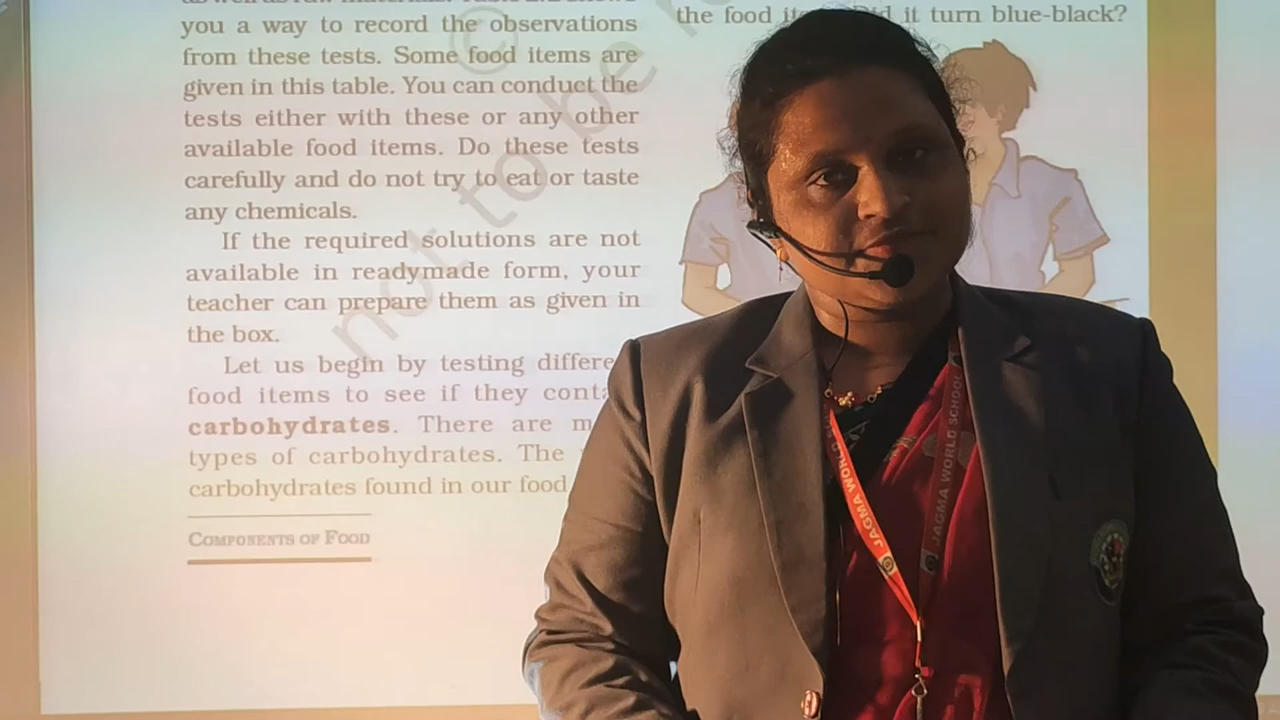 you a way to record the observations
from these tests. Some food items are
given in this table. You can conduct the
tests either with these or any other
available food items. Do these tests
carefully and do not try to eat or taste
any chemicals.
If the required solutions are not
available in readymade form, your
teacher can prepare them as given in
the box.
Let us begin by testing
food items to see if they
carbohydrates. There are
types of carbohydrates. The
carbohydrates found in our food
COMPONENTS OF FOOD
the food it turn blue-black?
© not to be
JAGMA WORLD
JAGMA WORLD SCHOOL